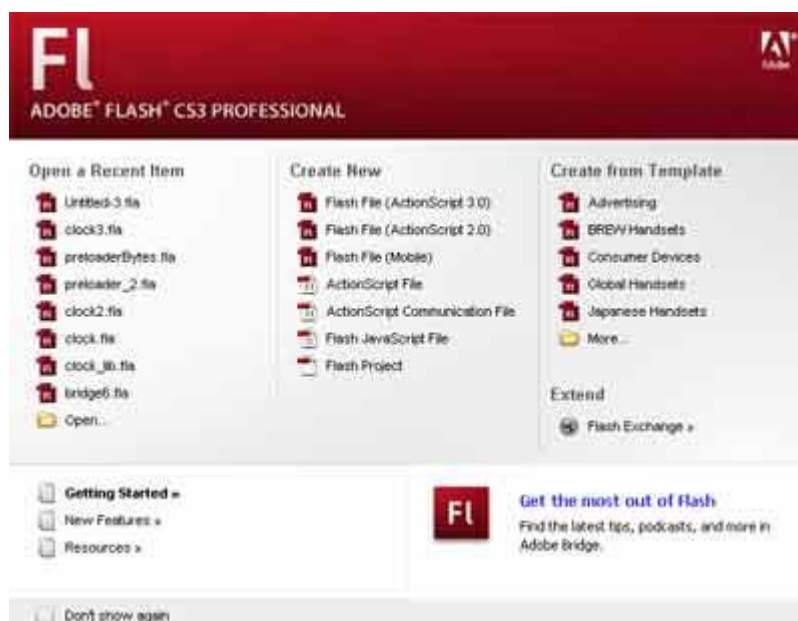 Fl
Adobe
ADOBE® FLASH® CS3 PROFESSIONAL
Open a Recent Item
Untitled-3.fla
clock3.fla
preloaderBytes.fla
preloader_2.fla
clock2.fla
clock.fla
clock_lib.fla
bridge6.fla
Open...
Create New
Flash File (ActionScript 3.0)
Flash File (ActionScript 2.0)
Flash File (Mobile)
ActionScript File
ActionScript Communication File
Flash JavaScript File
Flash Project
Create from Template
Advertising
BREW Handsets
Consumer Devices
Global Handsets
Japanese Handsets
More...
Extend
Flash Exchange »
Getting Started »
New Features »
Resources »
Fl
Get the most out of Flash
Find the latest tips, podcasts, and more in
Adobe Bridge.
Don't show again